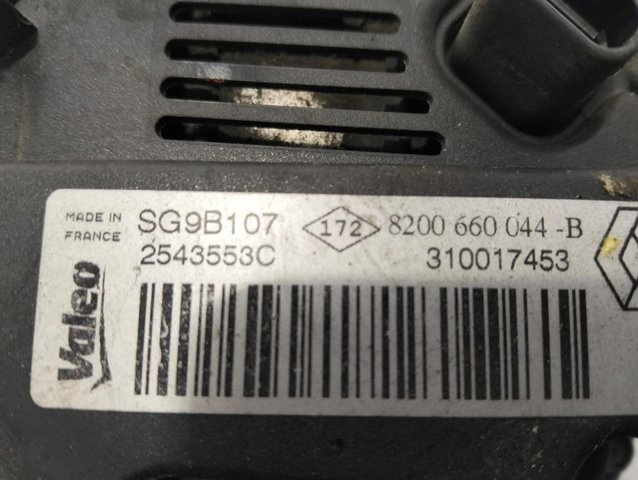 MADE IN
FRANCE
SG9B107 172 8200 660 044 -B
2543553C 310017453
Valeo